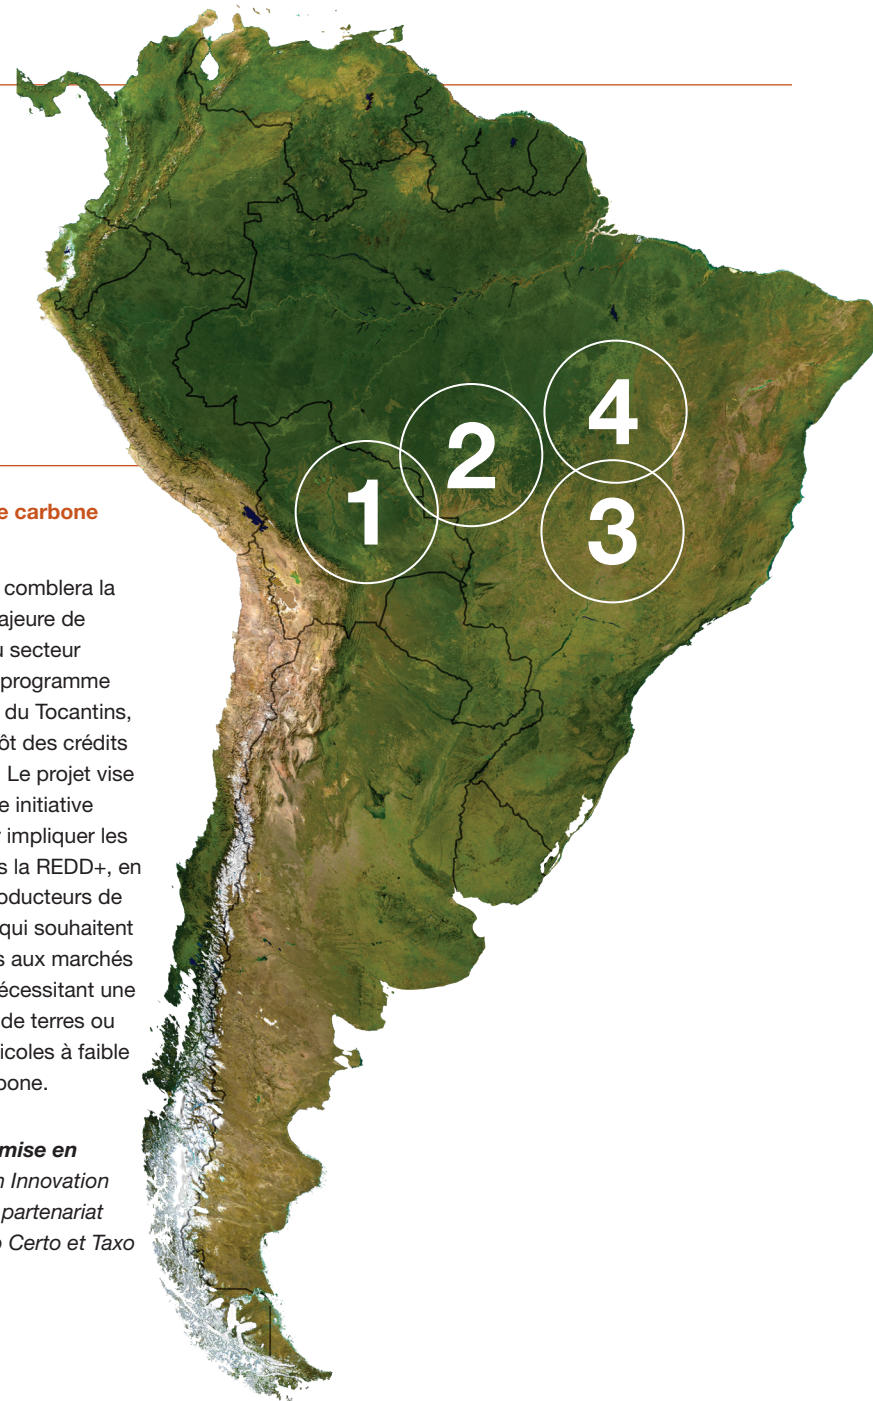 e carbone
comblera la
ajeure de
u secteur
programme
du Tocantins,
ôt des crédits
. Le projet vise
e initiative
r impliquer les
s la REDD+, en
oducteurs de
qui souhaitent
s aux marchés
écessitant une
de terres ou
icoles à faible
bone.
mise en
n Innovation
partenariat
o Certo et Taxo
1
2
4
3